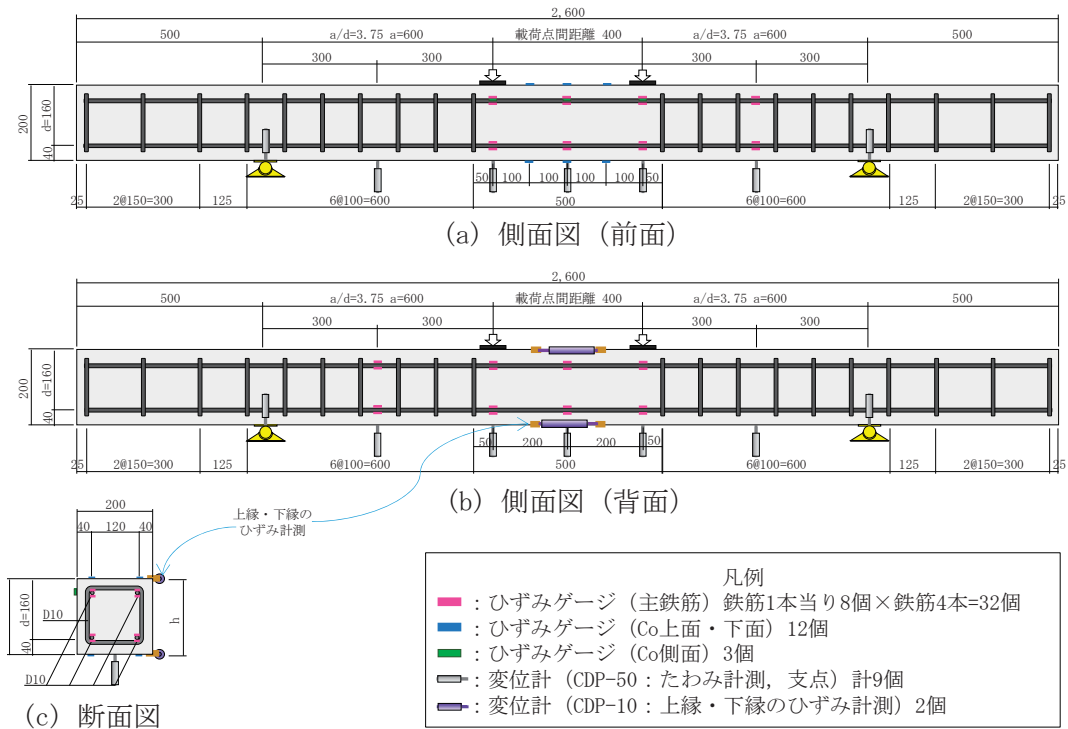 2,600
500
a/d=3.75 a=600
載荷点間距離 400
a/d=3.75 a=600
500
300
300
300
300
200
d=160
40
50
100
100
100
100
50
25
2@150=300
125
6@100=600
500
6@100=600
125
2@150=300
25
(a) 側面図 (前面)
2,600
500
a/d=3.75 a=600
載荷点間距離 400
a/d=3.75 a=600
500
300
300
300
300
200
d=160
40
50
200
200
50
25
2@150=300
125
6@100=600
500
6@100=600
125
2@150=300
25
(b) 側面図 (背面)
上縁・下縁の
ひずみ計測
200
40
120
40
d=160
40
D10
h
D10
(c) 断面図
凡例
: ひずみゲージ (主鉄筋) 鉄筋1本当り8個×鉄筋4本=32個
: ひずみゲージ (Co上面・下面) 12個
: ひずみゲージ (Co側面) 3個
: 変位計 (CDP-50 : たわみ計測, 支点) 計9個
: 変位計 (CDP-10 : 上縁・下縁のひずみ計測) 2個